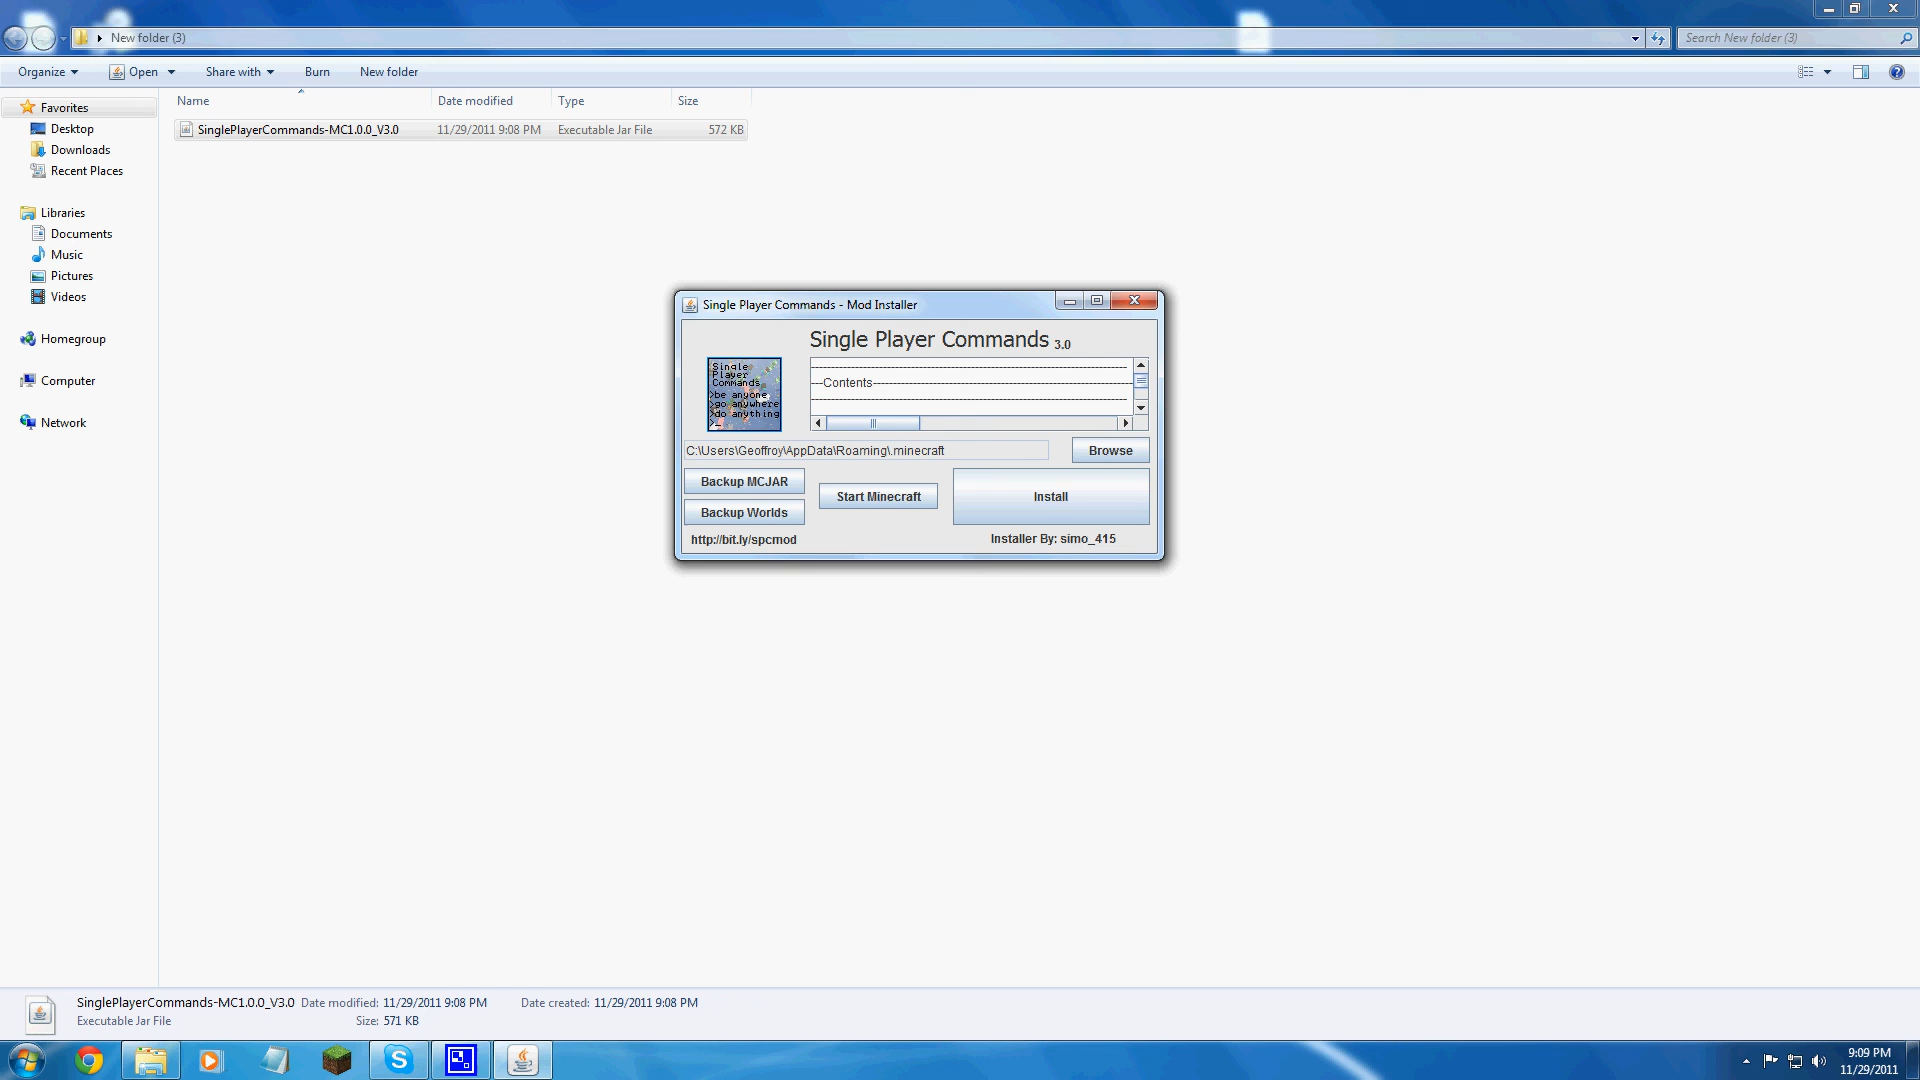 New folder (3)
Search New folder (3)
Organize
Open
Share with
Burn
New folder
Favorites
Desktop
Downloads
Recent Places
Libraries
Documents
Music
Pictures
Videos
Homegroup
Computer
Network
Name Date modified Type Size
SinglePlayerCommands-MC1.0.0_V3.0 11/29/2011 9:08 PM Executable Jar File 572 KB
Single Player Commands - Mod Installer
Single Player Commands 3.0
Single
Player
Commands
>be anyone
>go anywhere
>do anything
>_
---Contents---
C:\Users\Geoffroy\AppData\Roaming\.minecraft
Browse
Backup MCJAR
Backup Worlds
Start Minecraft
Install
http://bit.ly/spcmod
Installer By: simo_415
SinglePlayerCommands-MC1.0.0_V3.0 Date modified: 11/29/2011 9:08 PM Date created: 11/29/2011 9:08 PM
Executable Jar File Size: 571 KB
9:09 PM
11/29/2011